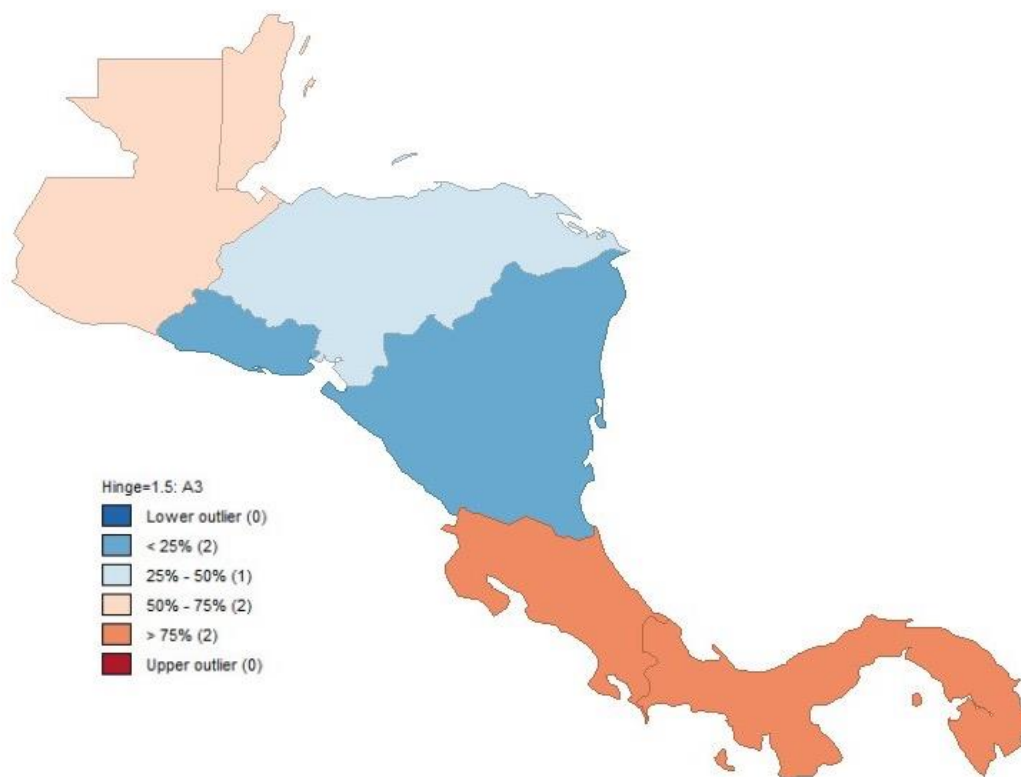 Hinge=1.5: A3
Lower outlier (0)
< 25% (2)
25% - 50% (1)
50% - 75% (2)
> 75% (2)
Upper outlier (0)